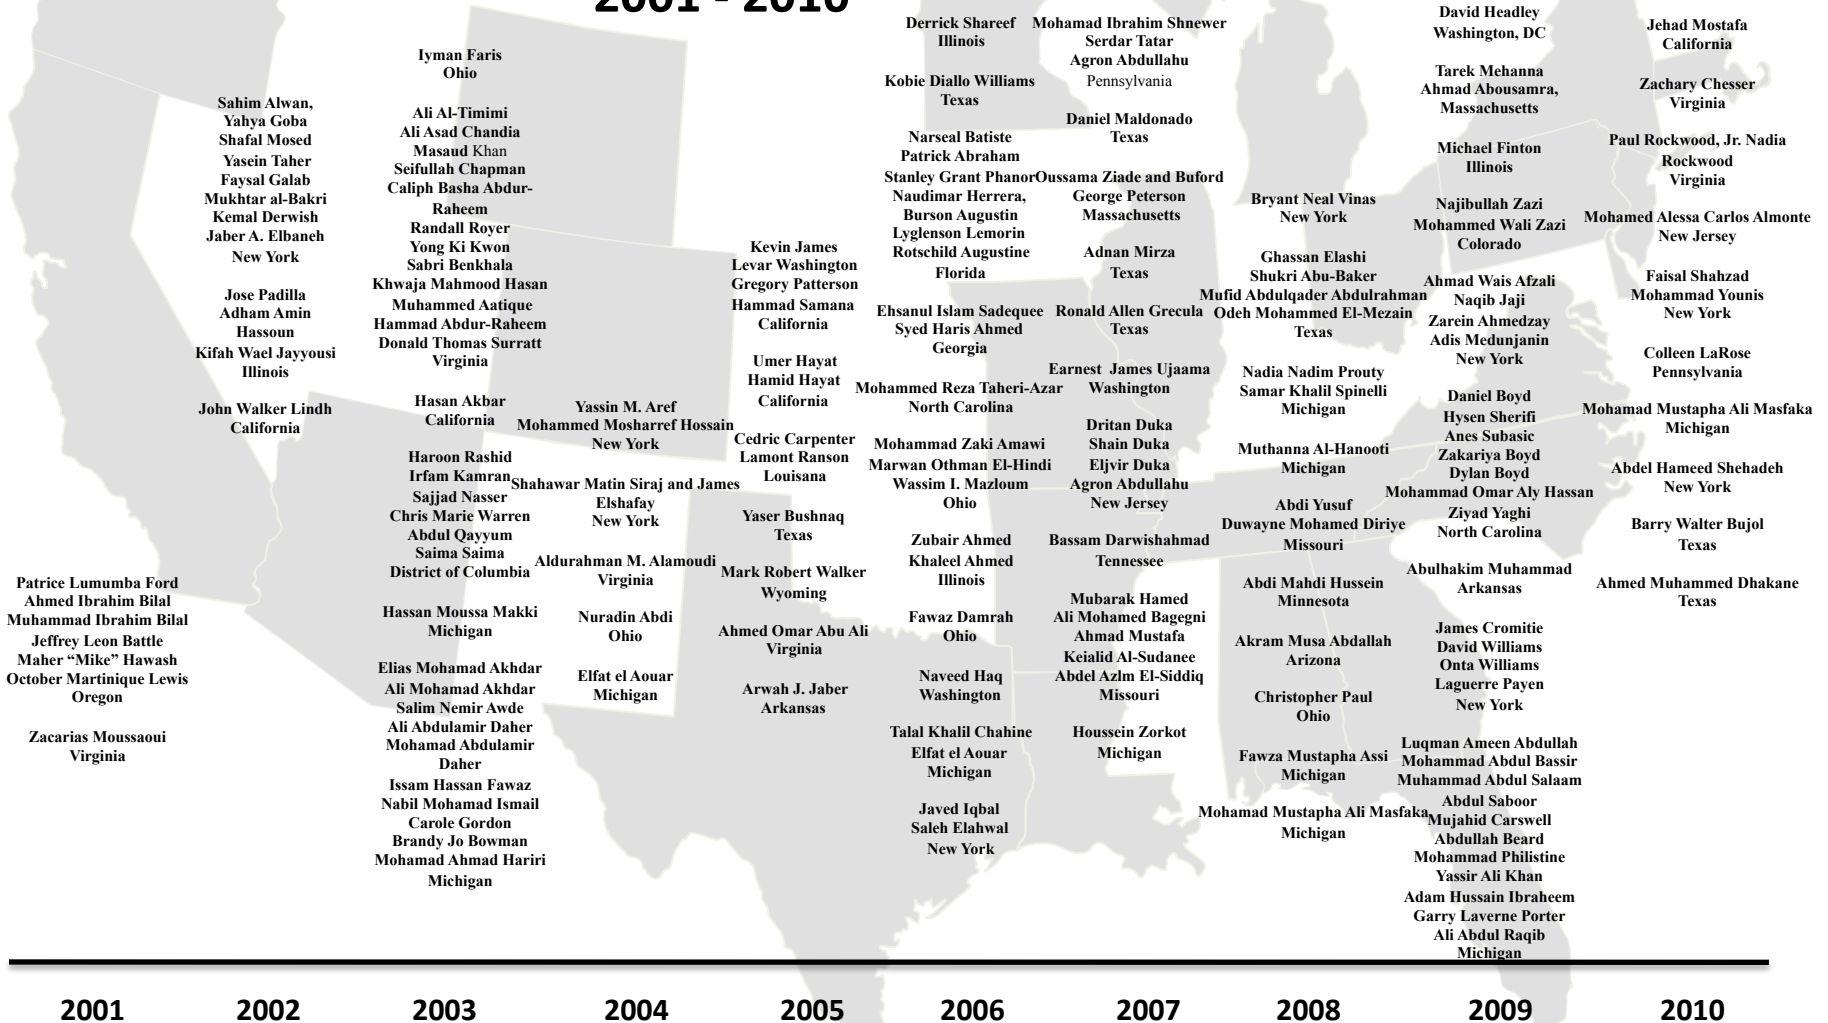 2001 - 2010
Patrice Lumumba Ford
Ahmed Ibrahim Bilal
Muhammad Ibrahim Bilal
Jeffrey Leon Battle
Maher “Mike” Hawash
October Martinique Lewis
Oregon
Zacarias Moussaoui
Virginia
Sahim Alwan,
Yahya Goba
Shafal Mosed
Yasein Taher
Faysal Galab
Mukhtar al-Bakri
Kemal Derwish
Jaber A. Elbaneh
New York
Jose Padilla
Adham Amin
Hassoun
Kifah Wael Jayyousi
Illinois
John Walker Lindh
California
Iyman Faris
Ohio
Ali Al-Timimi
Ali Asad Chandia
Masaud Khan
Seifullah Chapman
Caliph Basha Abdur-
Raheem
Randall Royer
Yong Ki Kwon
Sabri Benkhala
Khwaja Mahmood Hasan
Muhammed Aatique
Hammad Abdur-Raheem
Donald Thomas Surratt
Virginia
Hasan Akbar
California
Haroon Rashid
Irfam Kamran
Sajjad Nasser
Chris Marie Warren
Abdul Qayyum
Saima Saima
District of Columbia
Hassan Moussa Makki
Michigan
Elias Mohamad Akhdar
Ali Mohamad Akhdar
Salim Nemir Awde
Ali Abdulamir Daher
Mohamad Abdulamir
Daher
Issam Hassan Fawaz
Nabil Mohamad Ismail
Carole Gordon
Brandy Jo Bowman
Mohamad Ahmad Hariri
Michigan
Yassin M. Aref
Mohammed Mosharref Hossain
New York
Shahawar Matin Siraj and James
Elshafay
New York
Aldurahman M. Alamoudi
Virginia
Nuradin Abdi
Ohio
Elfat el Aouar
Michigan
Kevin James
Levar Washington
Gregory Patterson
Hammad Samana
California
Umer Hayat
Hamid Hayat
California
Cedric Carpenter
Lamont Ranson
Louisana
Yaser Bushnaq
Texas
Mark Robert Walker
Wyoming
Ahmed Omar Abu Ali
Virginia
Arwah J. Jaber
Arkansas
Derrick Shareef
Illinois
Kobie Diallo Williams
Texas
Narseal Batiste
Patrick Abraham
Stanley Grant Phanor
Naudimar Herrera,
Burson Augustin
Lyglenson Lemorin
Rotschild Augustine
Florida
Ehsanul Islam Sadequee
Syed Haris Ahmed
Georgia
Mohammed Reza Taheri-Azar
North Carolina
Mohammad Zaki Amawi
Marwan Othman El-Hindi
Wassim I. Mazloum
Ohio
Zubair Ahmed
Khaleel Ahmed
Illinois
Fawaz Damrah
Ohio
Naveed Haq
Washington
Talal Khalil Chahine
Elfat el Aouar
Michigan
Javed Iqbal
Saleh Elahwal
New York
Mohamad Ibrahim Shnewer
Serdar Tatar
Agron Abdullahu
Pennsylvania
Daniel Maldonado
Texas
Oussama Ziade and Buford
George Peterson
Massachusetts
Adnan Mirza
Texas
Ronald Allen Grecula
Texas
Earnest James Ujaama
Washington
Dritan Duka
Shain Duka
Eljvir Duka
Agron Abdullahu
New Jersey
Bassam Darwishahmad
Tennessee
Mubarak Hamed
Ali Mohamed Bagegni
Ahmad Mustafa
Keialid Al-Sudanee
Abdel Azlm El-Siddiq
Missouri
Houssein Zorkot
Michigan
Bryant Neal Vinas
New York
Ghassan Elashi
Shukri Abu-Baker
Mufid Abdulqader Abdulrahman
Odeh Mohammed El-Mezain
Texas
Nadia Nadim Prouty
Samar Khalil Spinelli
Michigan
Muthanna Al-Hanooti
Michigan
Abdi Yusuf
Duwayne Mohamed Diriye
Missouri
Abdi Mahdi Hussein
Minnesota
Akram Musa Abdallah
Arizona
Christopher Paul
Ohio
Fawza Mustapha Assi
Michigan
Mohamad Mustapha Ali Masfaka
Michigan
David Headley
Washington, DC
Tarek Mehanna
Ahmad Abousamra,
Massachusetts
Michael Finton
Illinois
Najibullah Zazi
Mohammed Wali Zazi
Colorado
Ahmad Wais Afzali
Naqib Jaji
Zarein Ahmedzay
Adis Medunjanin
New York
Daniel Boyd
Hysen Sherifi
Anes Subasic
Zakariya Boyd
Dylan Boyd
Mohammad Omar Aly Hassan
Ziyad Yaghi
North Carolina
Abulhakim Muhammad
Arkansas
James Cromitie
David Williams
Onta Williams
Laguerre Payen
New York
Luqman Ameen Abdullah
Mohammad Abdul Bassir
Muhammad Abdul Salaam
Abdul Saboor
Mujahid Carswell
Abdullah Beard
Mohammad Philistine
Yassir Ali Khan
Adam Hussain Ibraheem
Garry Laverne Porter
Ali Abdul Raqib
Michigan
Jehad Mostafa
California
Zachary Chesser
Virginia
Paul Rockwood, Jr. Nadia
Rockwood
Virginia
Mohamed Alessa Carlos Almonte
New Jersey
Faisal Shahzad
Mohammad Younis
New York
Colleen LaRose
Pennsylvania
Mohamad Mustapha Ali Masfaka
Michigan
Abdel Hameed Shehadeh
New York
Barry Walter Bujol
Texas
Ahmed Muhammed Dhakane
Texas
2001 2002 2003 2004 2005 2006 2007 2008 2009 2010